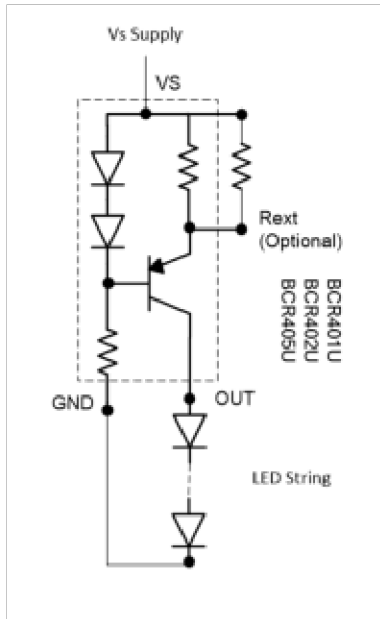 Vs Supply
VS
Rext
(Optional)
BCR401U
BCR402U
BCR405U
GND
OUT
LED String